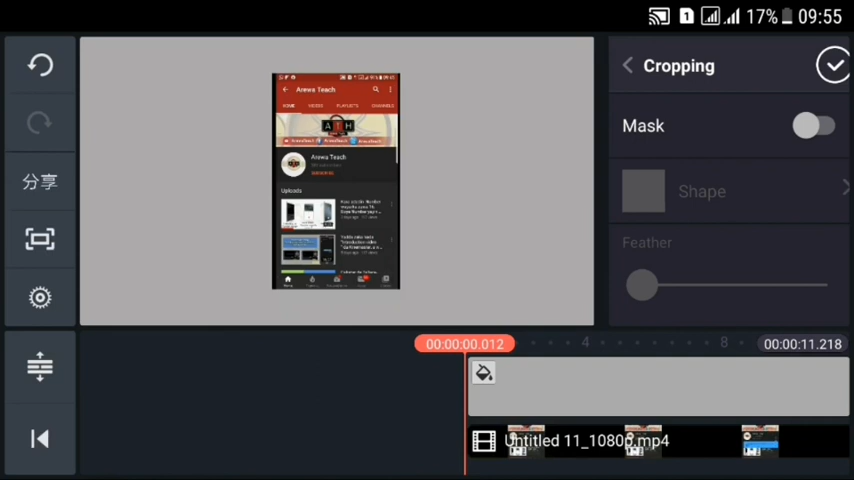 17% 09:55
Cropping
Mask
分享
Shape
Feather
Arewa Teach
HOME VIDEOS PLAYLISTS CHANNELS
ATH
Arewa Teach
Uploads
00:00:00.012 4 8 00:00:11.218
Untitled 11_1080p.mp4